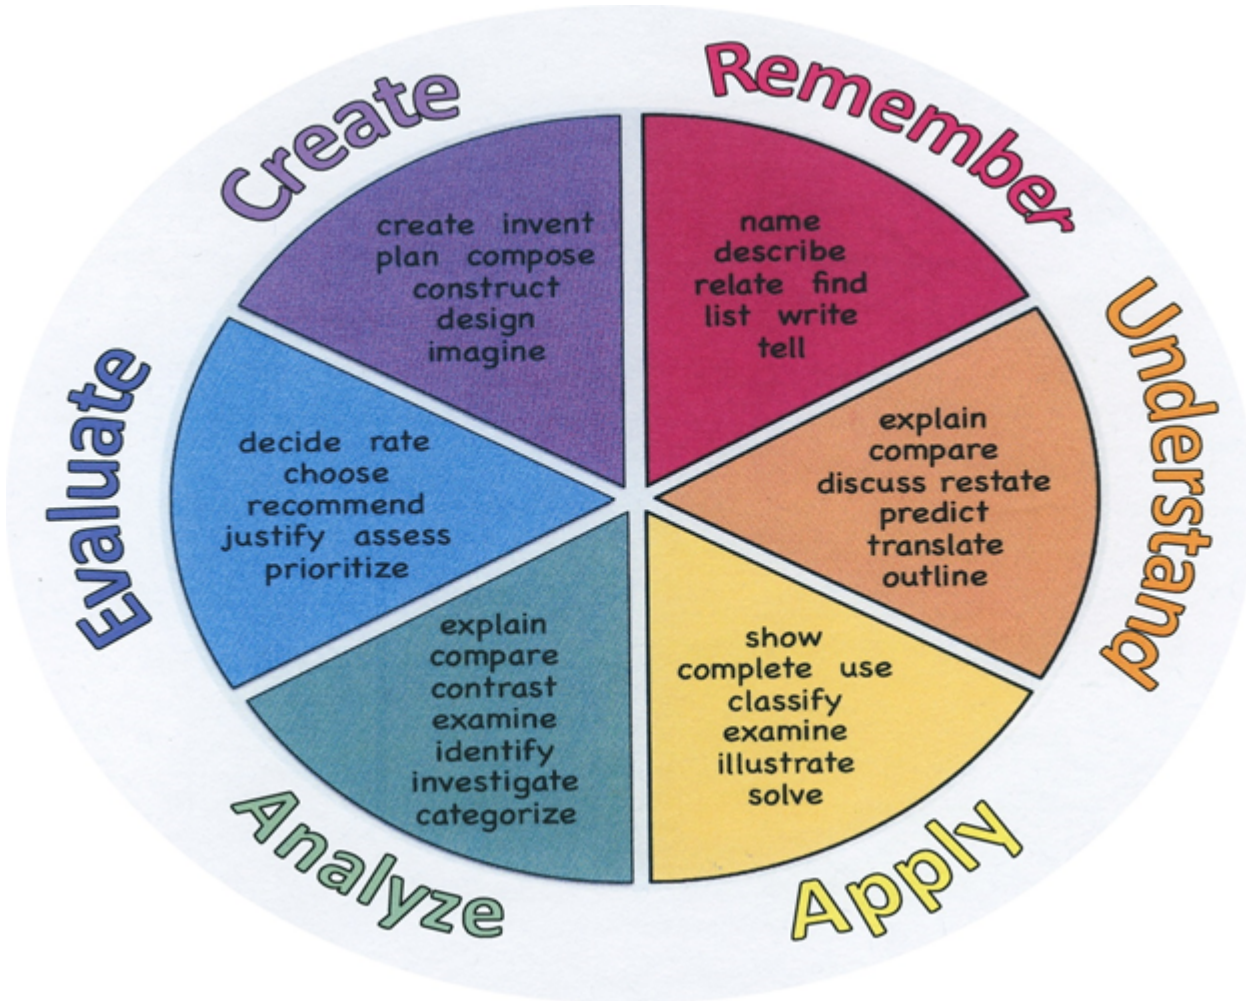 Remember
name
describe
relate find
list write
tell
Understand
explain
compare
discuss restate
predict
translate
outline
Apply
show
complete use
classify
examine
illustrate
solve
Analyze
explain
compare
contrast
examine
identify
investigate
categorize
Evaluate
decide rate
choose
recommend
justify assess
prioritize
Create
create invent
plan compose
construct
design
imagine